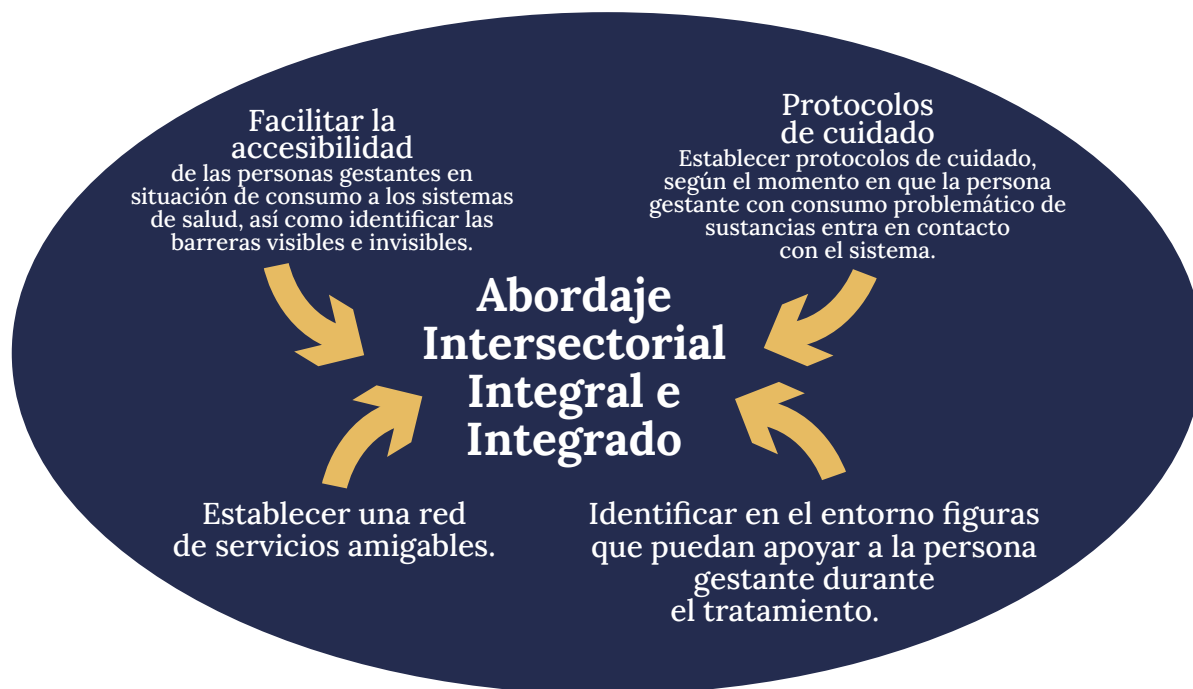 Facilitar la
accesibilidad
de las personas gestantes en
situación de consumo a los sistemas
de salud, así como identificar las
barreras visibles e invisibles.
Protocolos
de cuidado
Establecer protocolos de cuidado,
según el momento en que la persona
gestante con consumo problemático de
sustancias entra en contacto
con el sistema.
Abordaje
Intersectorial
Integral e
Integrado
Establecer una red
de servicios amigables.
Identificar en el entorno figuras
que puedan apoyar a la persona
gestante durante
el tratamiento.